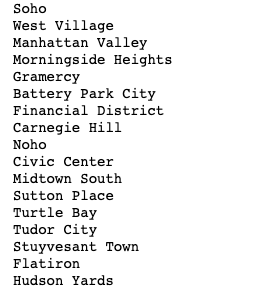 Soho
West Village
Manhattan Valley
Morningside Heights
Gramercy
Battery Park City
Financial District
Carnegie Hill
Noho
Civic Center
Midtown South
Sutton Place
Turtle Bay
Tudor City
Stuyvesant Town
Flatiron
Hudson Yards